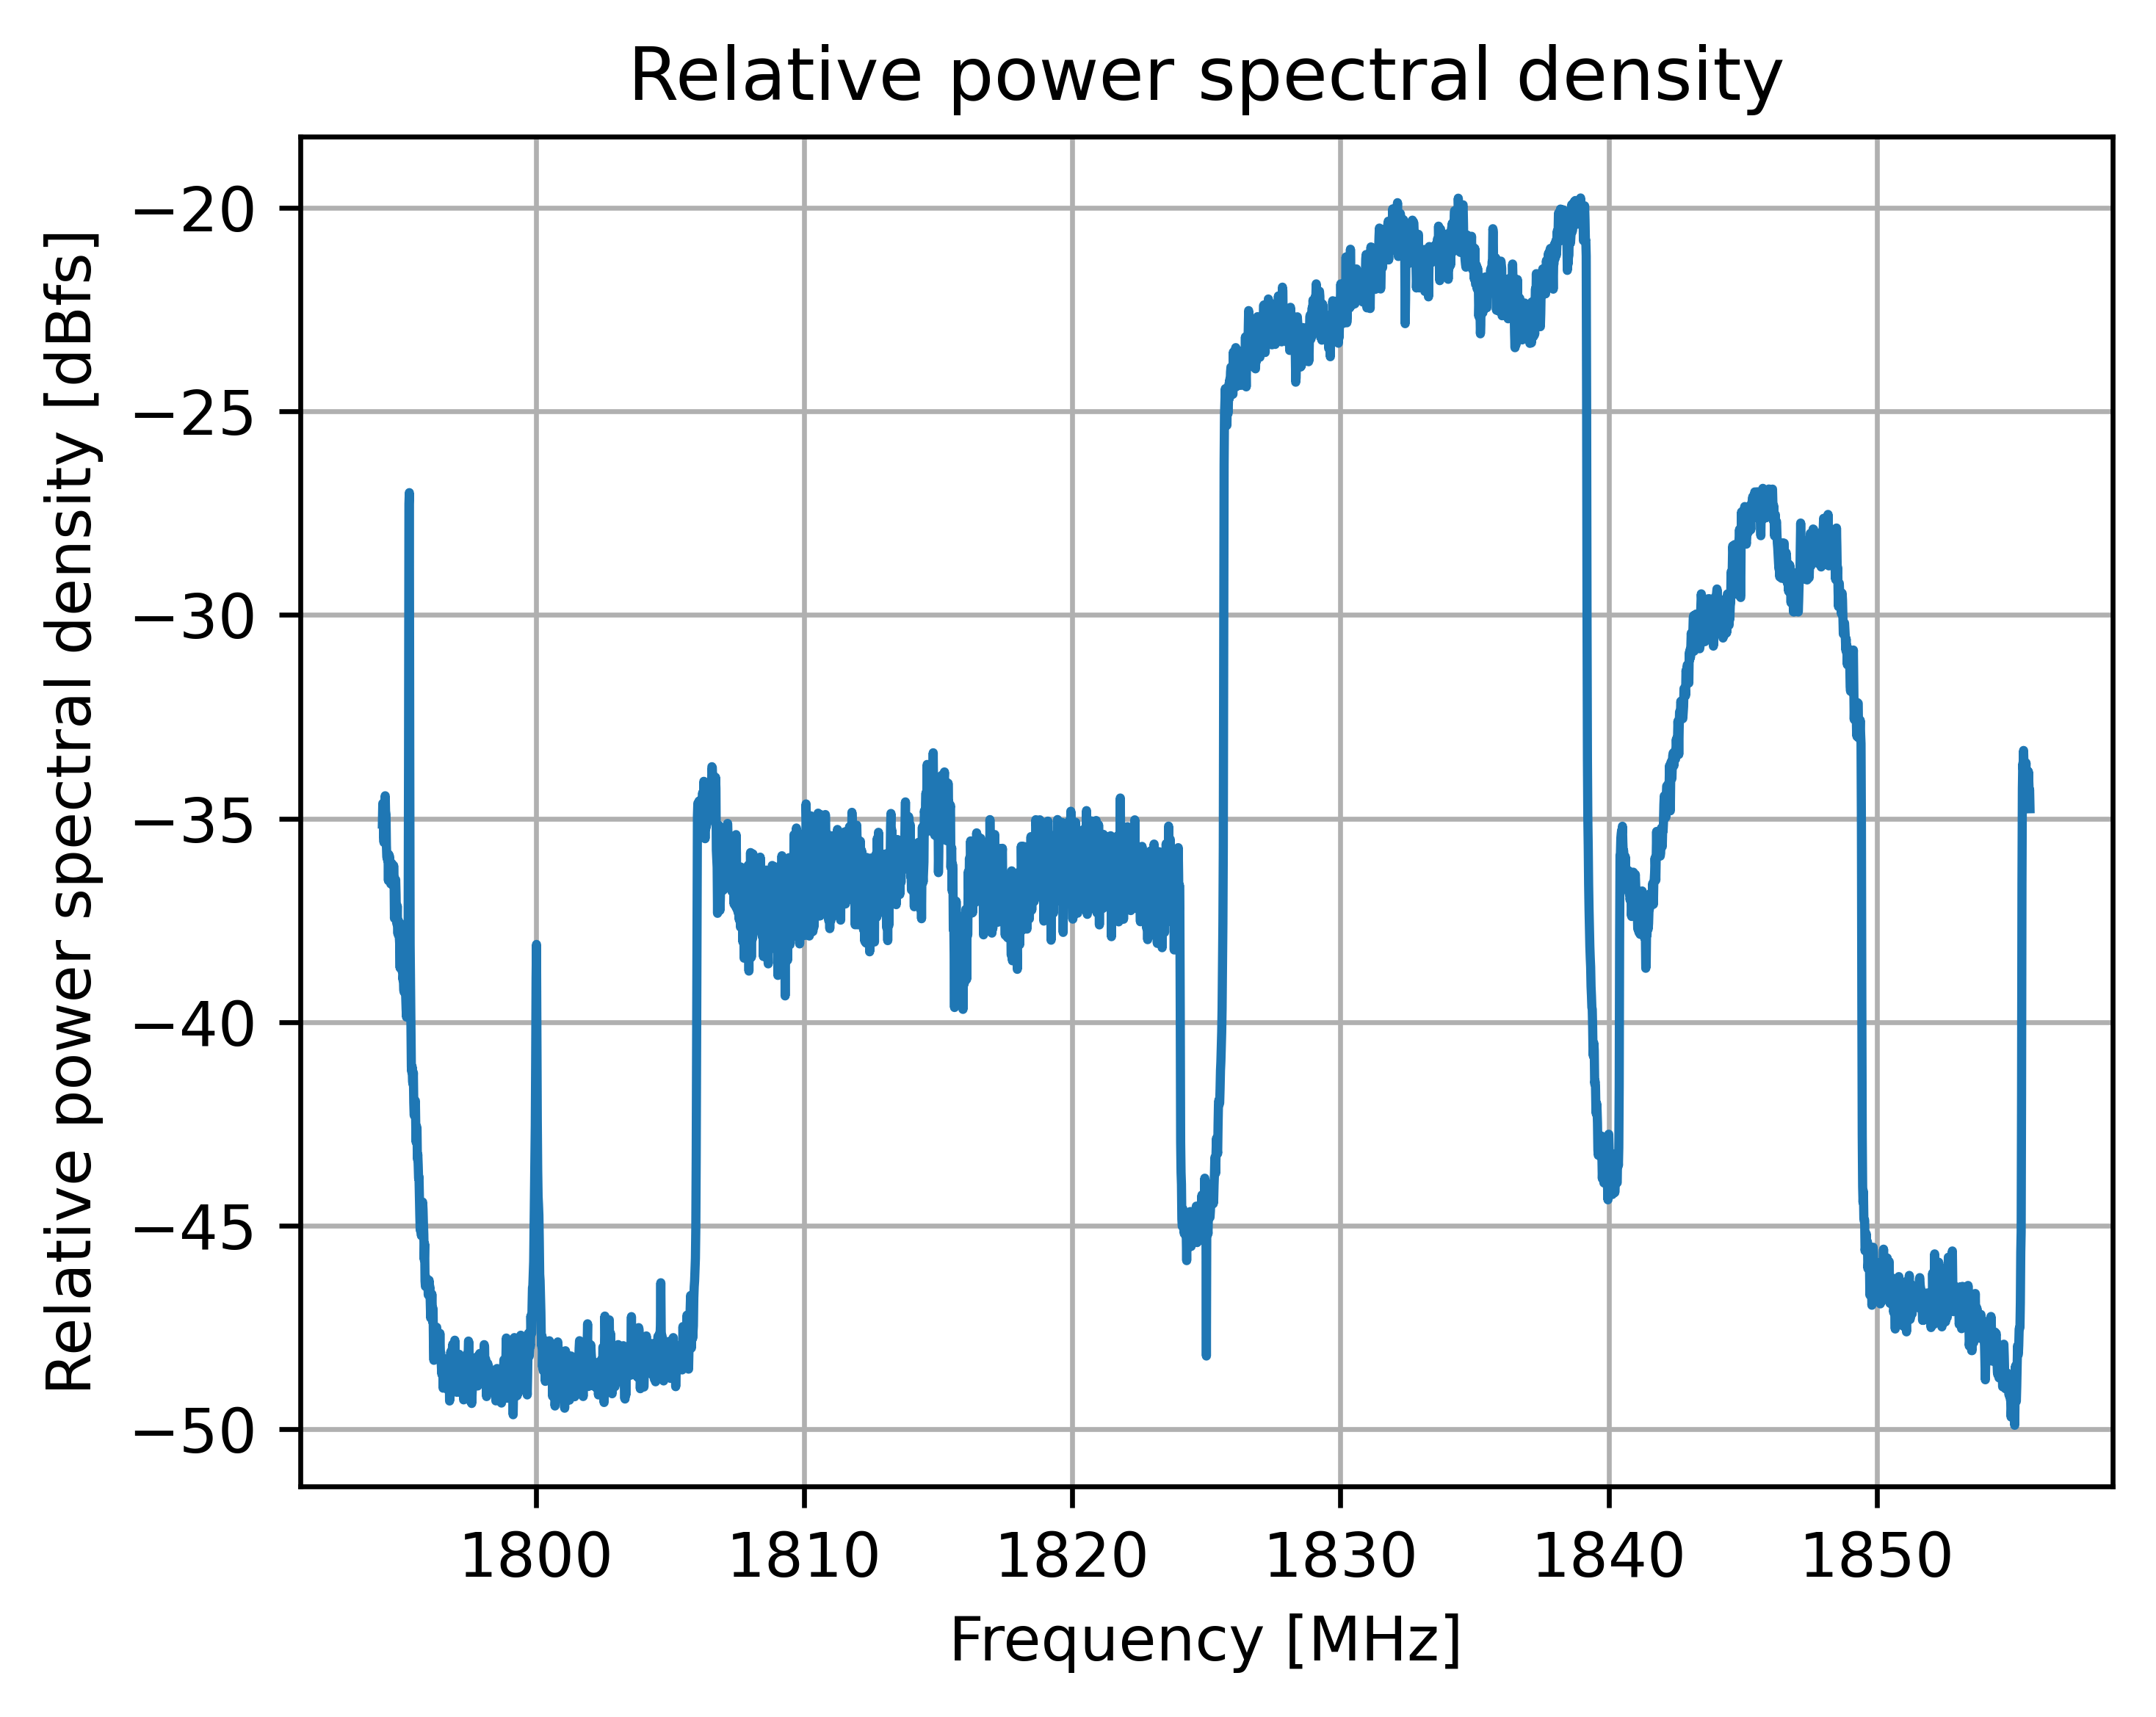 Relative power spectral density
Relative power spectral density [dBfs]
−20
−25
−30
−35
−40
−45
−50
1800 1810 1820 1830 1840 1850
Frequency [MHz]